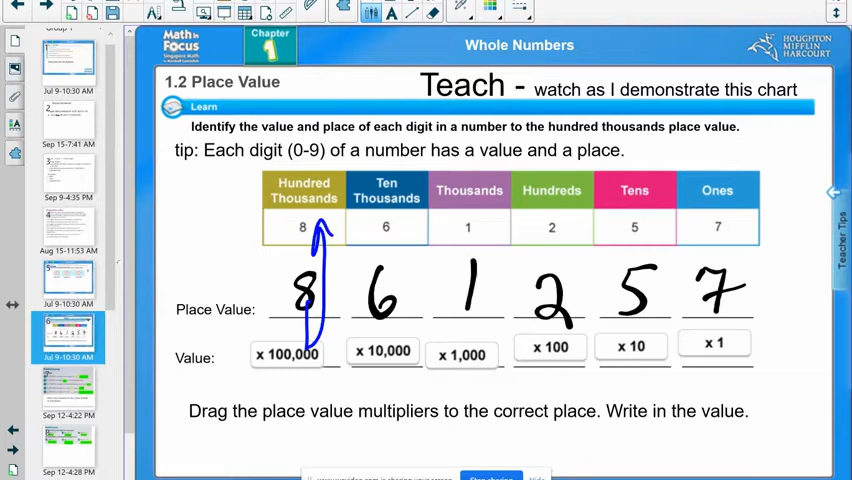 Group 1
Jul 9-10:30 AM
Sep 15-7:41 AM
Sep 9-4:35 PM
Aug 15-11:53 AM
Jul 9-10:30 AM
Jul 9-10:30 AM
Sep 12-4:22 PM
Sep 12-4:28 PM
Math in Focus
Singapore Math
Chapter 1
Whole Numbers
HOUGHTON MIFFLIN HARCOURT
1.2 Place Value
Teach - watch as I demonstrate this chart
Learn
Identify the value and place of each digit in a number to the hundred thousands place value.
tip: Each digit (0-9) of a number has a value and a place.
Hundred Thousands Ten Thousands Thousands Hundreds Tens Ones
8 6 1 2 5 7
8 6 1 2 5 7
Place Value:
Value: x 100,000 x 10,000 x 1,000 x 100 x 10 x 1
Drag the place value multipliers to the correct place. Write in the value.
Teacher Tips
Stop sharing
Hide